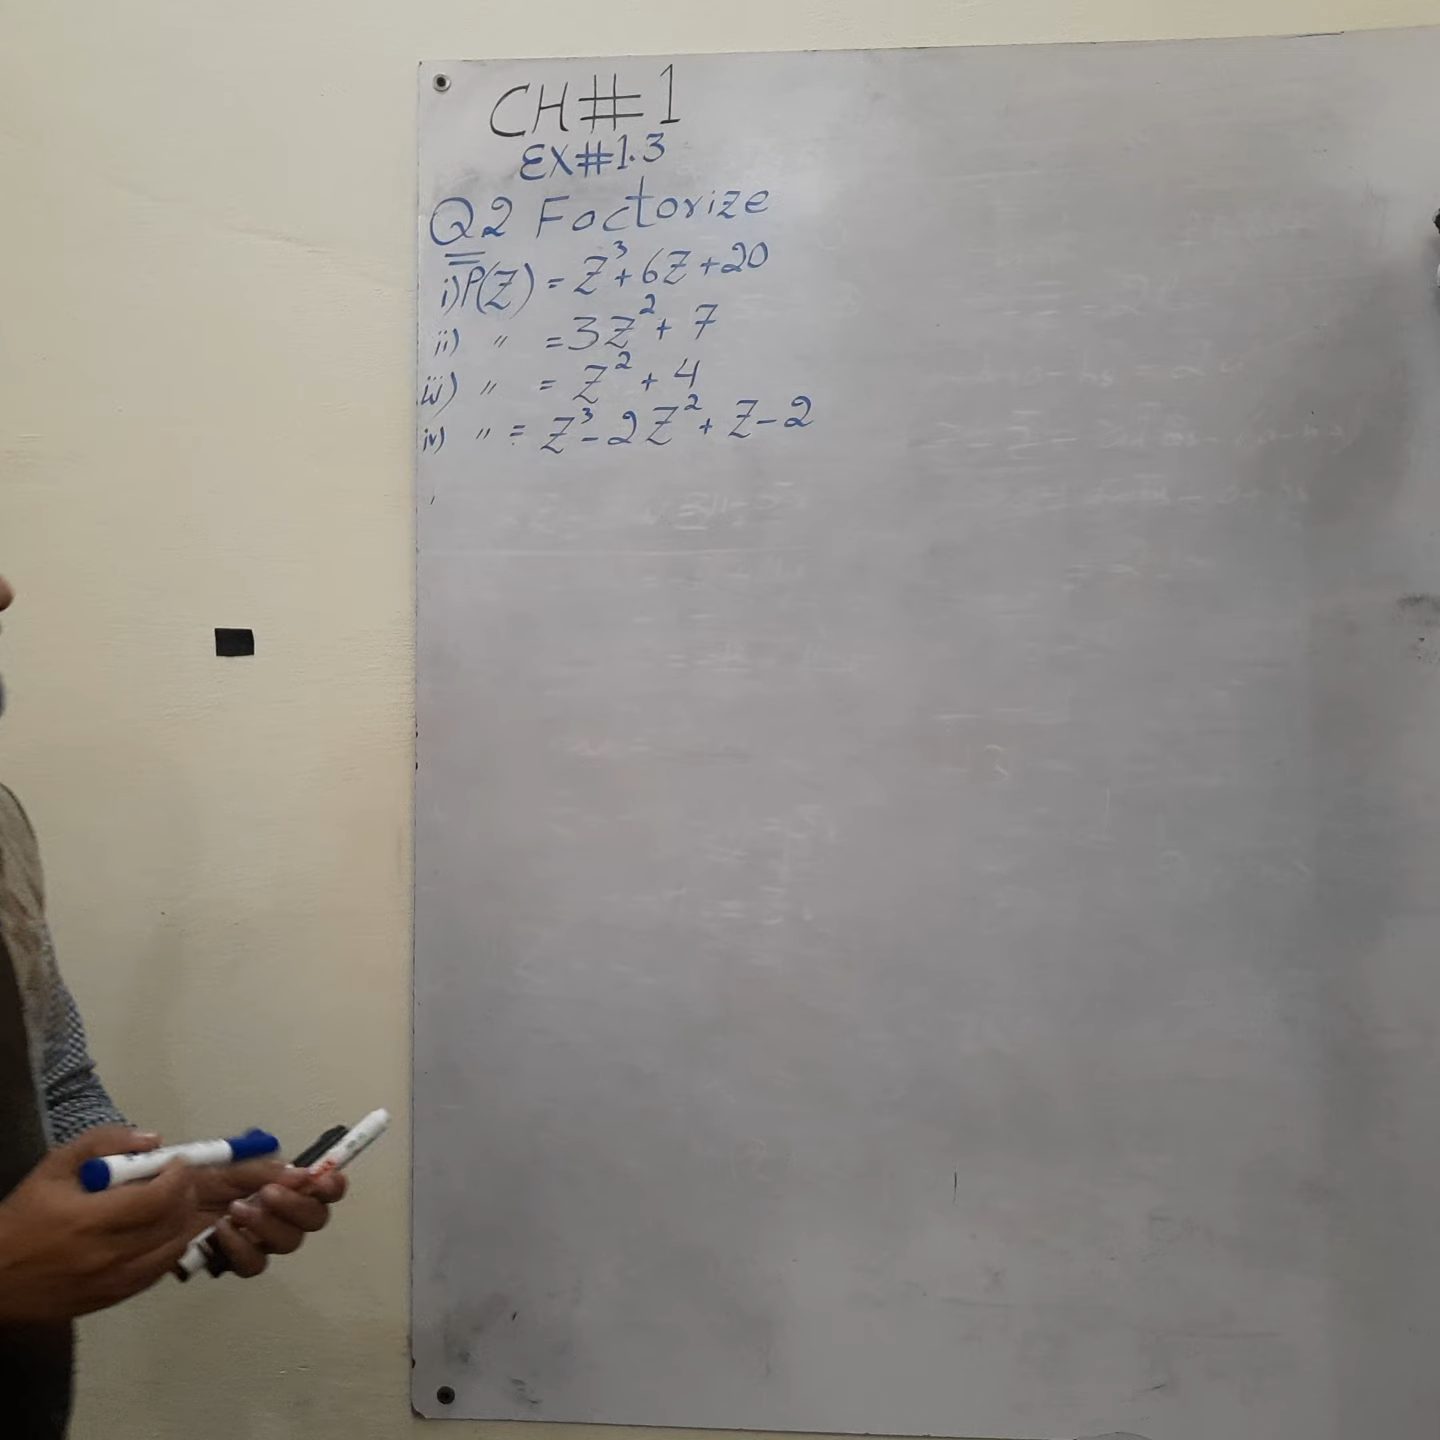 CH#1
EX#1.3
Q2 Factorize
i) P(Z) = Z³+6Z+20
ii) " =3Z²+7
iii) " = Z²+4
iv) " = Z³-2Z²+Z-2